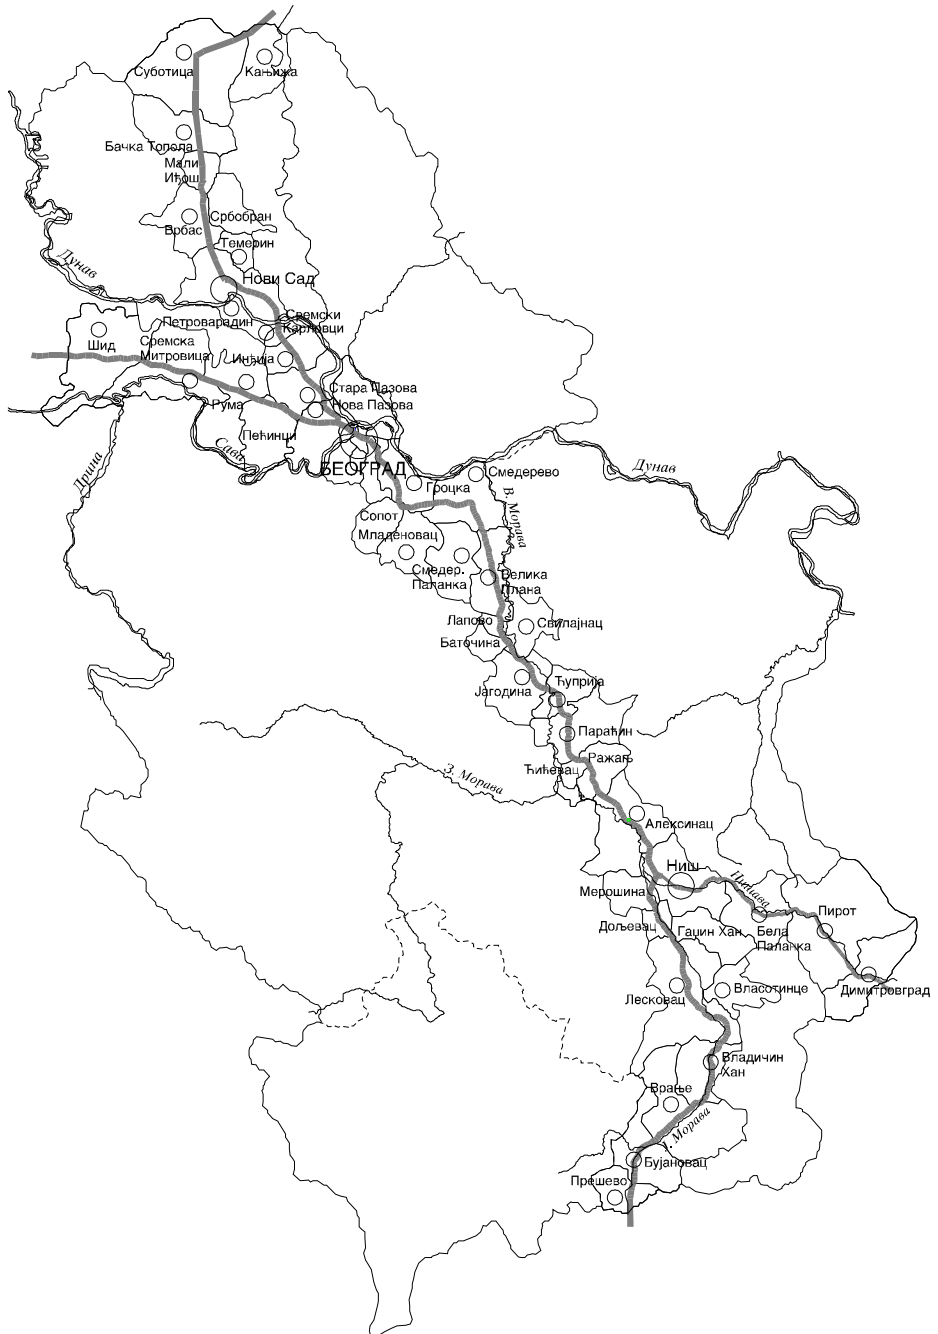 Суботица
Кањижа
Бачка Топола
Мали
Иђош
Србобран
Врбас
Темерин
Дунав
Нови Сад
Петроварадин
Сремски
Карловци
Шид
Сремска
Митровица
Инђија
Стара Пазова
Рума
Нова Пазова
Пећинци
Сава
Дрина
БЕОГРАД
Гроцка
Смедерево
Дунав
В. Морава
Сопот
Младеновац
Смедер.
Паланка
Велика
Плана
Лапово
Свилајнац
Баточина
Јагодина
Ћуприја
Параћин
Ражањ
Ћићевац
З. Морава
Алексинац
Ниш
Нишава
Мерошина
Дољевац
Гаџин Хан
Бела
Паланка
Пирот
Димитровград
Власотинце
Лесковац
Владичин
Хан
Врање
Ј. Морава
Бујановац
Прешево